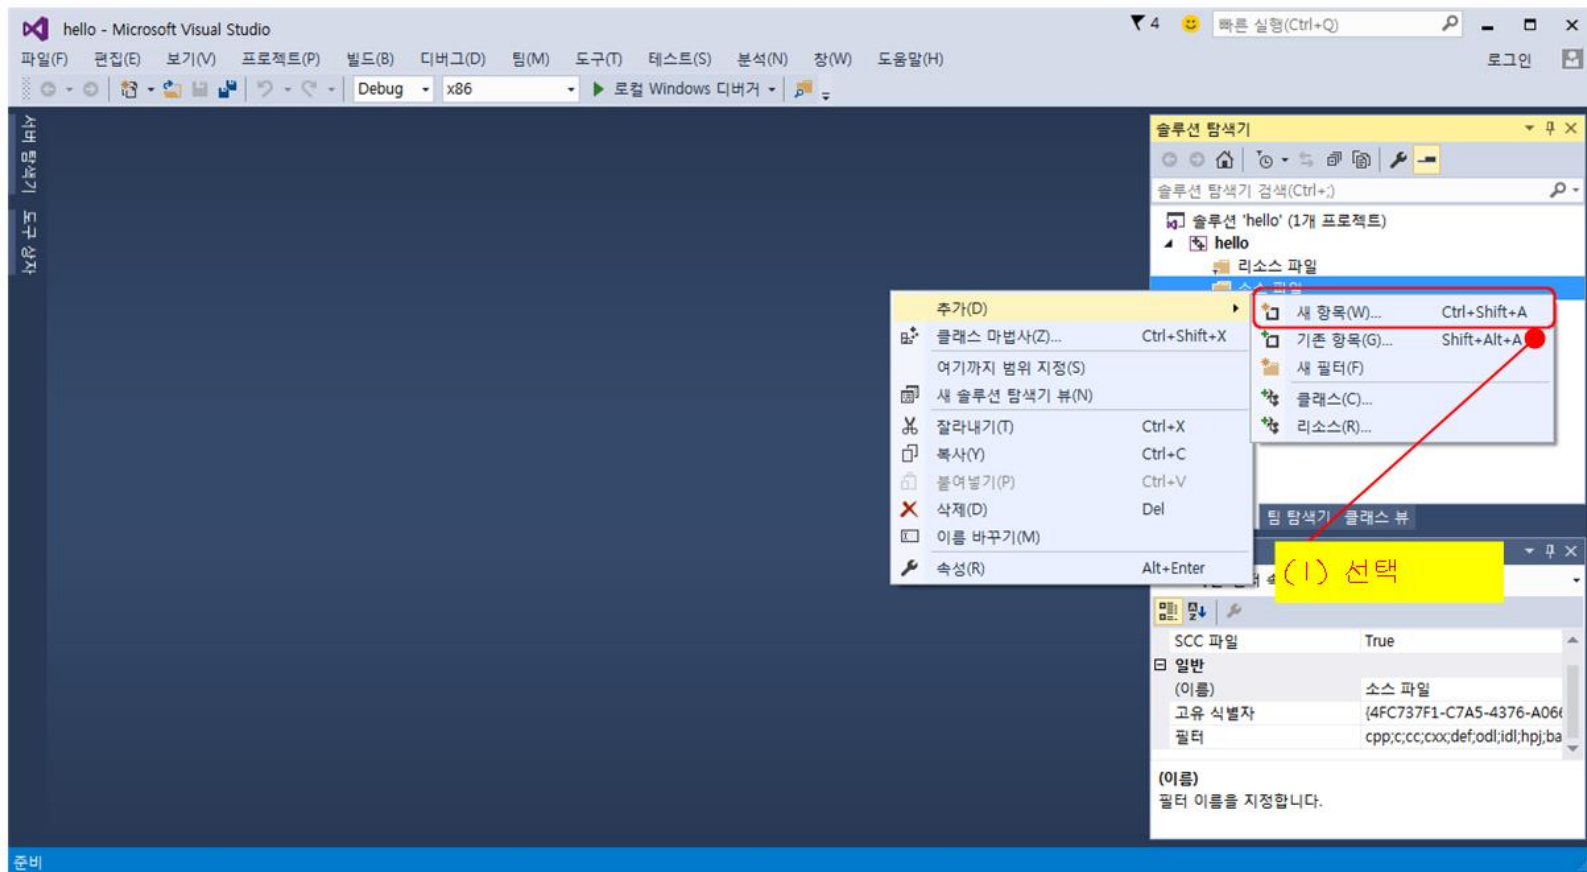 hello - Microsoft Visual Studio
4
빠른 실행(Ctrl+Q)
파일(F) 편집(E) 보기(V) 프로젝트(P) 빌드(B) 디버그(D) 팀(M) 도구(T) 테스트(S) 분석(N) 창(W) 도움말(H)
로그인
Debug x86 로컬 Windows 디버거
서버 탐색기
도구 상자
솔루션 탐색기
솔루션 탐색기 검색(Ctrl+;)
솔루션 'hello' (1개 프로젝트)
hello
리소스 파일
소스 파일
추가(D)
클래스 마법사(Z)... Ctrl+Shift+X
여기까지 범위 지정(S)
새 솔루션 탐색기 뷰(N)
잘라내기(T) Ctrl+X
복사(Y) Ctrl+C
붙여넣기(P) Ctrl+V
삭제(D) Del
이름 바꾸기(M)
속성(R) Alt+Enter
새 항목(W)... Ctrl+Shift+A
기존 항목(G)... Shift+Alt+A
새 필터(F)
클래스(C)...
리소스(R)...
팀 탐색기 클래스 뷰
(1) 선택
SCC 파일 True
일반
(이름) 소스 파일
고유 식별자 {4FC737F1-C7A5-4376-A066
필터 cpp;c;cc;cxx;def;odl;idl;hpj;ba
(이름)
필터 이름을 지정합니다.
준비